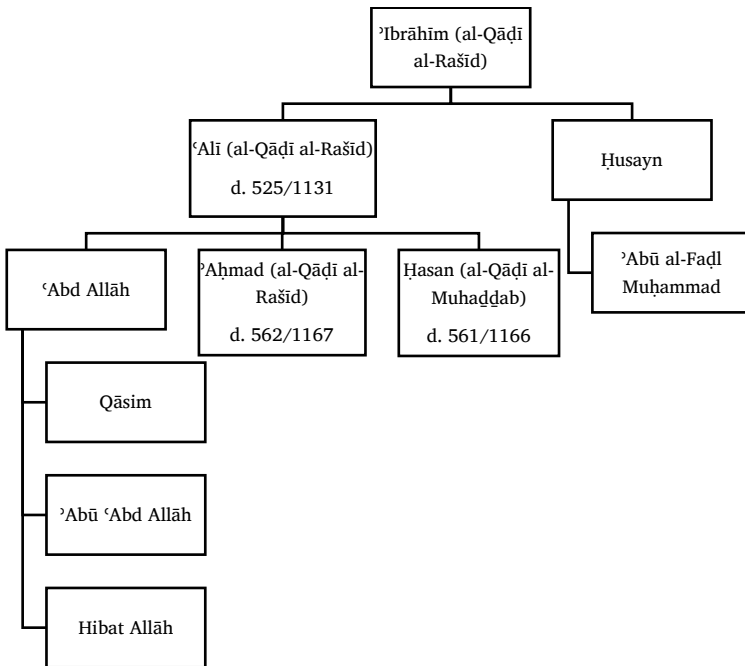 ʾIbrāhīm (al-Qāḍī
al-Rašīd)
ʿAlī (al-Qāḍī al-Rašīd)
d. 525/1131
Ḥusayn
ʿAbd Allāh
ʾAḥmad (al-Qāḍī al-
Rašīd)
d. 562/1167
Ḥasan (al-Qāḍī al-
Muhaḏḏab)
d. 561/1166
ʾAbū al-Faḍl
Muḥammad
Qāsim
ʾAbū ʿAbd Allāh
Hibat Allāh